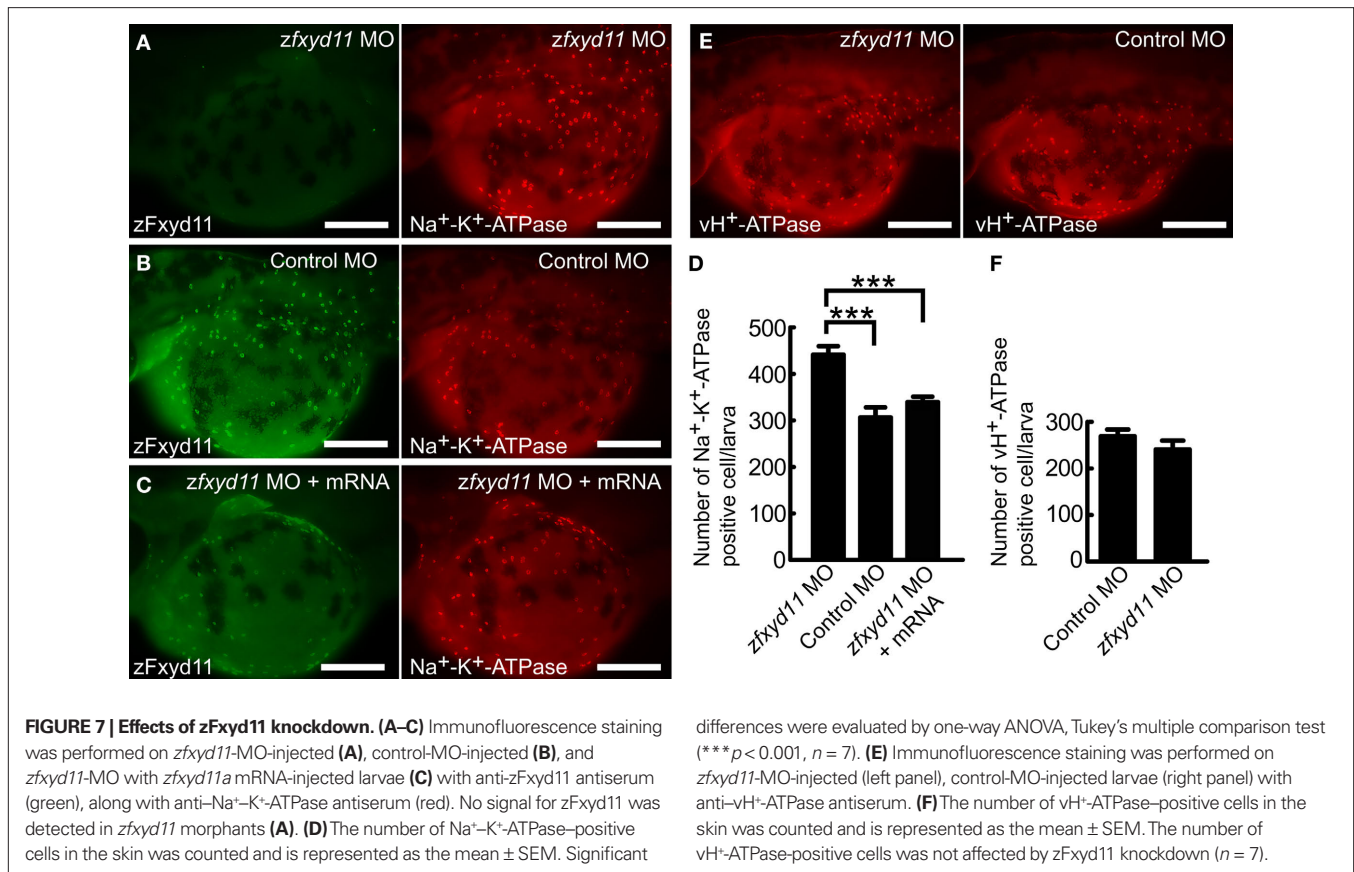 A
zfxyd11 MO
zFxyd11
zfxyd11 MO
Na+-K+-ATPase
B
Control MO
zFxyd11
Control MO
Na+-K+-ATPase
C
zfxyd11 MO + mRNA
zFxyd11
zfxyd11 MO + mRNA
Na+-K+-ATPase
E
zfxyd11 MO
vH+-ATPase
Control MO
vH+-ATPase
D
***
***
Number of Na+-K+-ATPase
positive cell/larva
500
400
300
200
100
0
zfxyd11 MO
Control MO
zfxyd11 MO
+ mRNA
F
Number of vH+-ATPase
positive cell/larva
300
200
100
0
Control MO
zfxyd11 MO
FIGURE 7 | Effects of zFxyd11 knockdown. (A–C) Immunofluorescence staining
was performed on zfxyd11-MO-injected (A), control-MO-injected (B), and
zfxyd11-MO with zfxyd11a mRNA-injected larvae (C) with anti-zFxyd11 antiserum
(green), along with anti–Na+–K+-ATPase antiserum (red). No signal for zFxyd11 was
detected in zfxyd11 morphants (A). (D) The number of Na+–K+-ATPase–positive
cells in the skin was counted and is represented as the mean ± SEM. Significant
differences were evaluated by one-way ANOVA, Tukey's multiple comparison test
(***p < 0.001, n = 7). (E) Immunofluorescence staining was performed on
zfxyd11-MO-injected (left panel), control-MO-injected larvae (right panel) with
anti–vH+-ATPase antiserum. (F) The number of vH+-ATPase–positive cells in the
skin was counted and is represented as the mean ± SEM. The number of
vH+-ATPase-positive cells was not affected by zFxyd11 knockdown (n = 7).